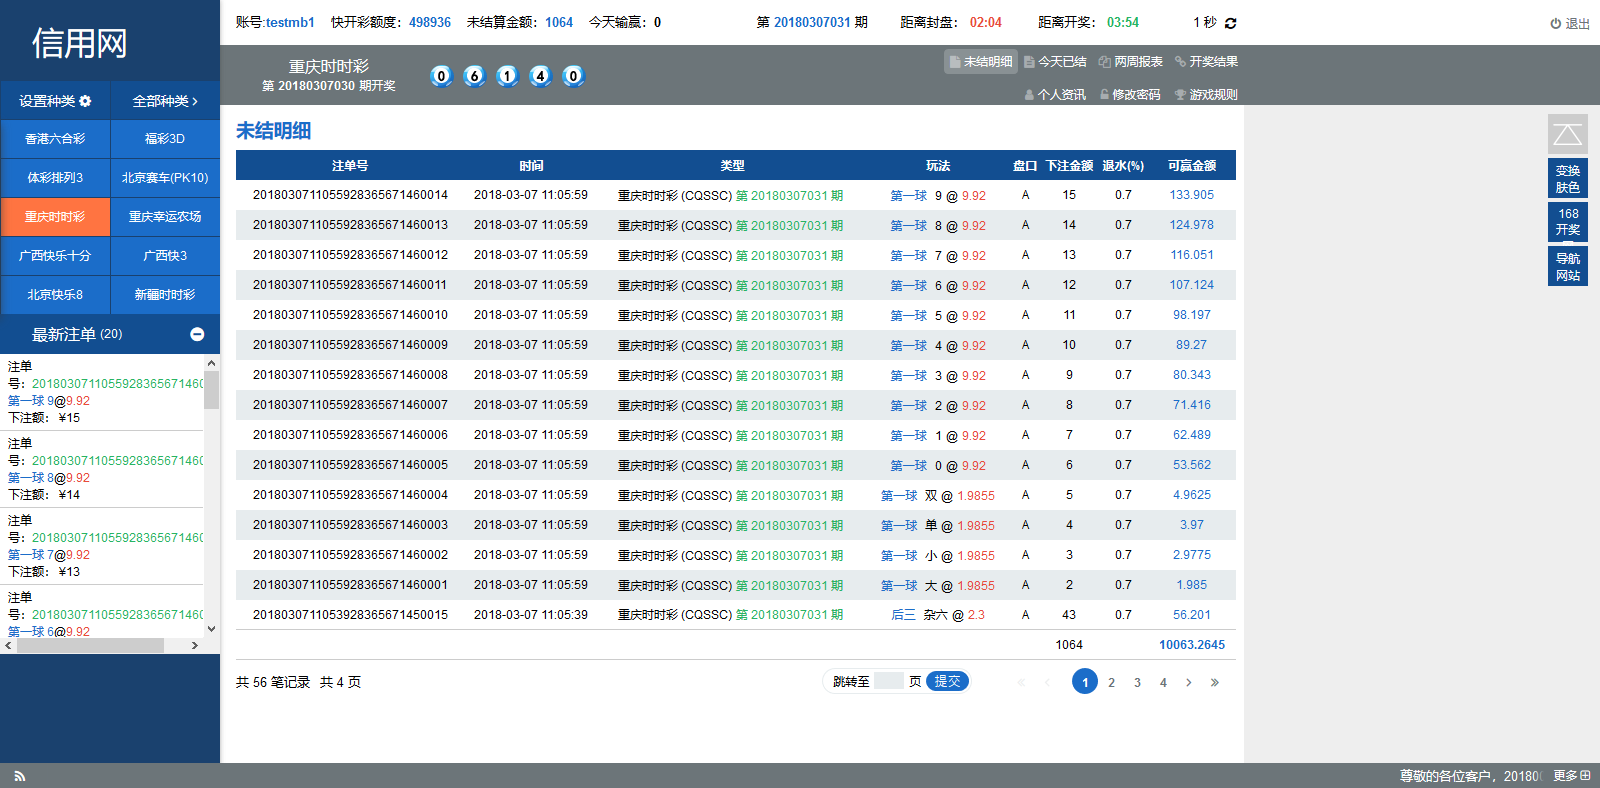 账号:testmb1 快开彩额度：498936 未结算金额：1064 今天输赢：0 第 20180307031 期 距离封盘：02:04 距离开奖：03:54 1 秒 退出
信用网
重庆时时彩
第 20180307030 期开奖
0 6 1 4 0
未结明细 今天已结 两周报表 开奖结果
个人资讯 修改密码 游戏规则
设置种类 全部种类
香港六合彩 福彩3D
体彩排列3 北京赛车(PK10)
重庆时时彩 重庆幸运农场
广西快乐十分 广西快3
北京快乐8 新疆时时彩
最新注单 (20)
注单
号：2018030711055928365671460
第一球 9@9.92
下注额：¥15
注单
号：2018030711055928365671460
第一球 8@9.92
下注额：¥14
注单
号：2018030711055928365671460
第一球 7@9.92
下注额：¥13
注单
号：2018030711055928365671460
第一球 6@9.92
未结明细
注单号 时间 类型 玩法 盘口 下注金额 退水(%) 可赢金额
2018030711055928365671460014 2018-03-07 11:05:59 重庆时时彩 (CQSSC) 第 20180307031 期 第一球 9 @ 9.92 A 15 0.7 133.905
2018030711055928365671460013 2018-03-07 11:05:59 重庆时时彩 (CQSSC) 第 20180307031 期 第一球 8 @ 9.92 A 14 0.7 124.978
2018030711055928365671460012 2018-03-07 11:05:59 重庆时时彩 (CQSSC) 第 20180307031 期 第一球 7 @ 9.92 A 13 0.7 116.051
2018030711055928365671460011 2018-03-07 11:05:59 重庆时时彩 (CQSSC) 第 20180307031 期 第一球 6 @ 9.92 A 12 0.7 107.124
2018030711055928365671460010 2018-03-07 11:05:59 重庆时时彩 (CQSSC) 第 20180307031 期 第一球 5 @ 9.92 A 11 0.7 98.197
2018030711055928365671460009 2018-03-07 11:05:59 重庆时时彩 (CQSSC) 第 20180307031 期 第一球 4 @ 9.92 A 10 0.7 89.27
2018030711055928365671460008 2018-03-07 11:05:59 重庆时时彩 (CQSSC) 第 20180307031 期 第一球 3 @ 9.92 A 9 0.7 80.343
2018030711055928365671460007 2018-03-07 11:05:59 重庆时时彩 (CQSSC) 第 20180307031 期 第一球 2 @ 9.92 A 8 0.7 71.416
2018030711055928365671460006 2018-03-07 11:05:59 重庆时时彩 (CQSSC) 第 20180307031 期 第一球 1 @ 9.92 A 7 0.7 62.489
2018030711055928365671460005 2018-03-07 11:05:59 重庆时时彩 (CQSSC) 第 20180307031 期 第一球 0 @ 9.92 A 6 0.7 53.562
2018030711055928365671460004 2018-03-07 11:05:59 重庆时时彩 (CQSSC) 第 20180307031 期 第一球 双 @ 1.9855 A 5 0.7 4.9625
2018030711055928365671460003 2018-03-07 11:05:59 重庆时时彩 (CQSSC) 第 20180307031 期 第一球 单 @ 1.9855 A 4 0.7 3.97
2018030711055928365671460002 2018-03-07 11:05:59 重庆时时彩 (CQSSC) 第 20180307031 期 第一球 小 @ 1.9855 A 3 0.7 2.9775
2018030711055928365671460001 2018-03-07 11:05:59 重庆时时彩 (CQSSC) 第 20180307031 期 第一球 大 @ 1.9855 A 2 0.7 1.985
2018030711053928365671450015 2018-03-07 11:05:39 重庆时时彩 (CQSSC) 第 20180307031 期 后三 杂六 @ 2.3 A 43 0.7 56.201
1064 10063.2645
共 56 笔记录 共 4 页 跳转至 页 提交 « ‹ 1 2 3 4 › »
变换
肤色
168
开奖
导航
网站
尊敬的各位客户，20180 更多